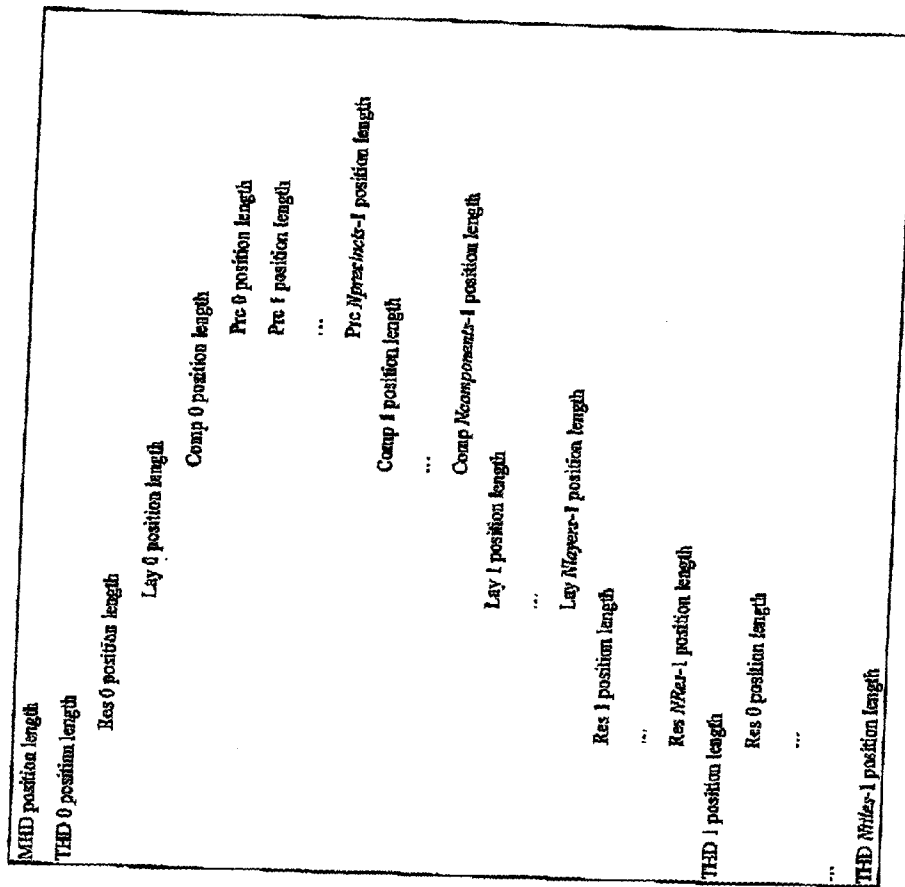 MHD position length
THD 0 position length
Res 0 position length
Lay 0 position length
Comp 0 position length
Prc 0 position length
Prc 1 position length
...
Prc Nprecincts-1 position length
Comp 1 position length
...
Comp Ncomponents-1 position length
Lay 1 position length
...
Lay Nlayers-1 position length
Res 1 position length
...
Res NRes-1 position length
THD 1 position length
Res 0 position length
...
...
THD Ntiles-1 position length